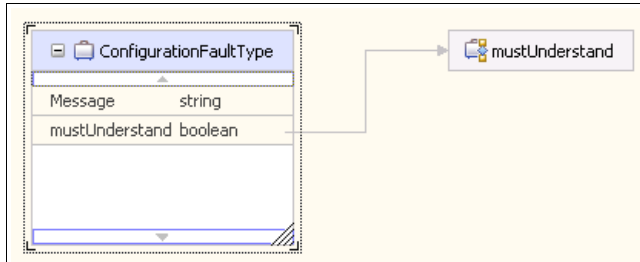 ConfigurationFaultType
Message string
mustUnderstand boolean
mustUnderstand